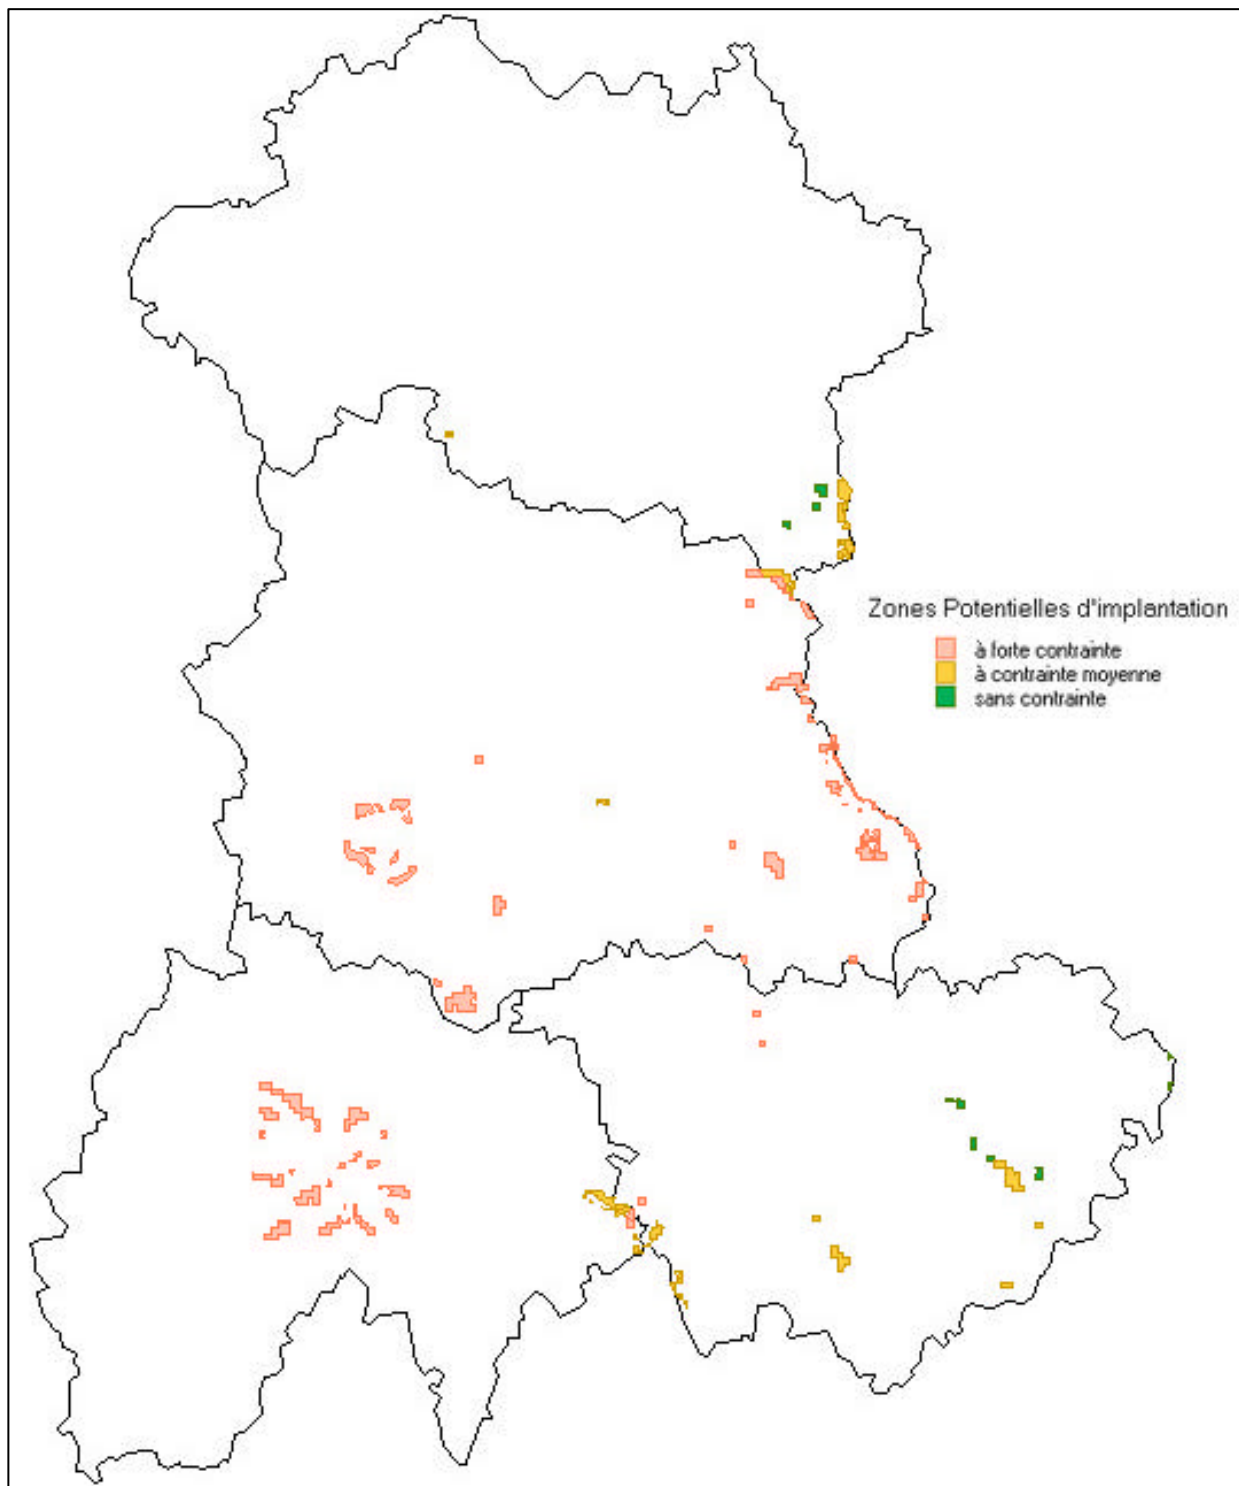 Zones Potentielles d'implantation
à forte contrainte
à contrainte moyenne
sans contrainte